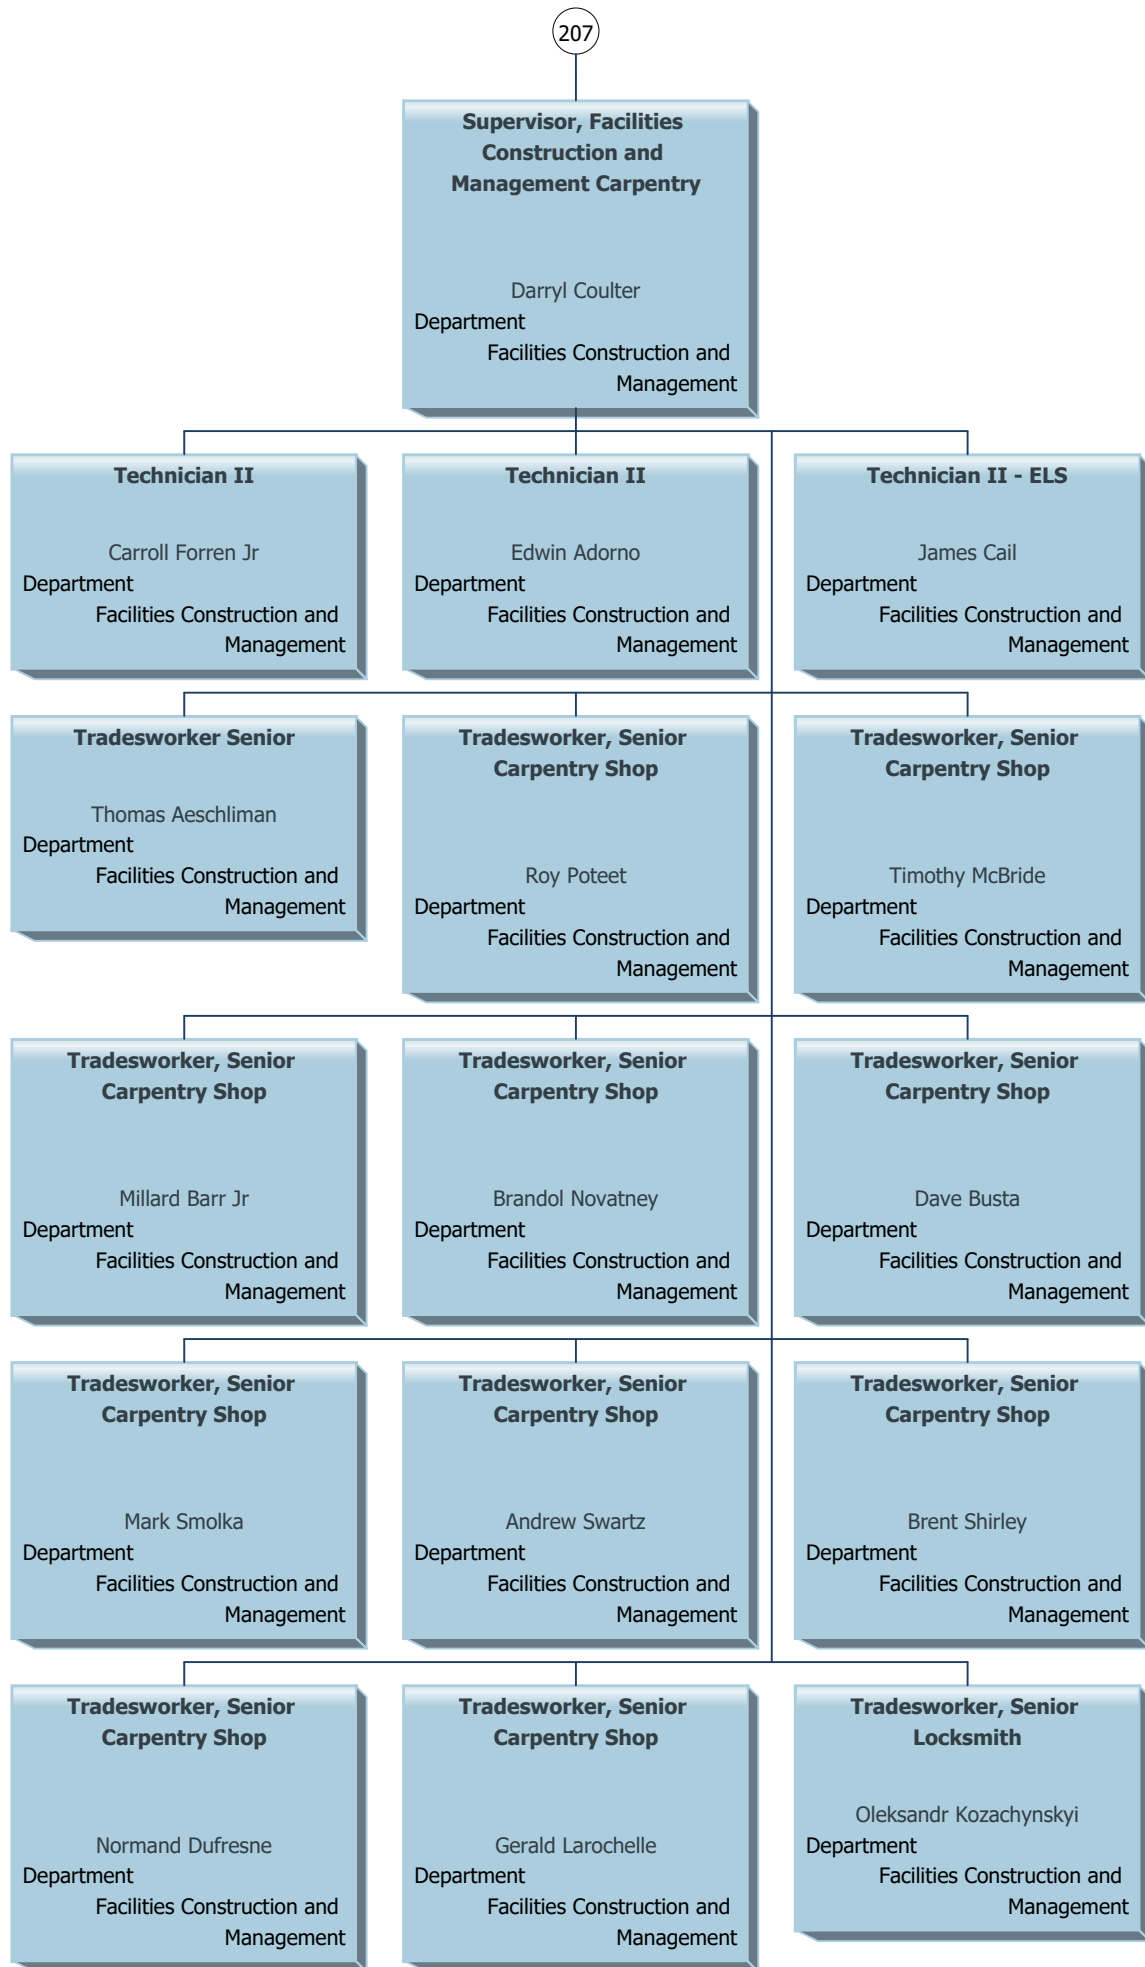 207
Supervisor, Facilities
Construction and
Management Carpentry
Darryl Coulter
Department
Facilities Construction and
Management
Technician II
Carroll Forren Jr
Department
Facilities Construction and
Management
Technician II
Edwin Adorno
Department
Facilities Construction and
Management
Technician II - ELS
James Cail
Department
Facilities Construction and
Management
Tradesworker Senior
Thomas Aeschliman
Department
Facilities Construction and
Management
Tradesworker, Senior
Carpentry Shop
Roy Poteet
Department
Facilities Construction and
Management
Tradesworker, Senior
Carpentry Shop
Timothy McBride
Department
Facilities Construction and
Management
Tradesworker, Senior
Carpentry Shop
Millard Barr Jr
Department
Facilities Construction and
Management
Tradesworker, Senior
Carpentry Shop
Brandol Novatney
Department
Facilities Construction and
Management
Tradesworker, Senior
Carpentry Shop
Dave Busta
Department
Facilities Construction and
Management
Tradesworker, Senior
Carpentry Shop
Mark Smolka
Department
Facilities Construction and
Management
Tradesworker, Senior
Carpentry Shop
Andrew Swartz
Department
Facilities Construction and
Management
Tradesworker, Senior
Carpentry Shop
Brent Shirley
Department
Facilities Construction and
Management
Tradesworker, Senior
Carpentry Shop
Normand Dufresne
Department
Facilities Construction and
Management
Tradesworker, Senior
Carpentry Shop
Gerald Larochelle
Department
Facilities Construction and
Management
Tradesworker, Senior
Locksmith
Oleksandr Kozachynskyi
Department
Facilities Construction and
Management